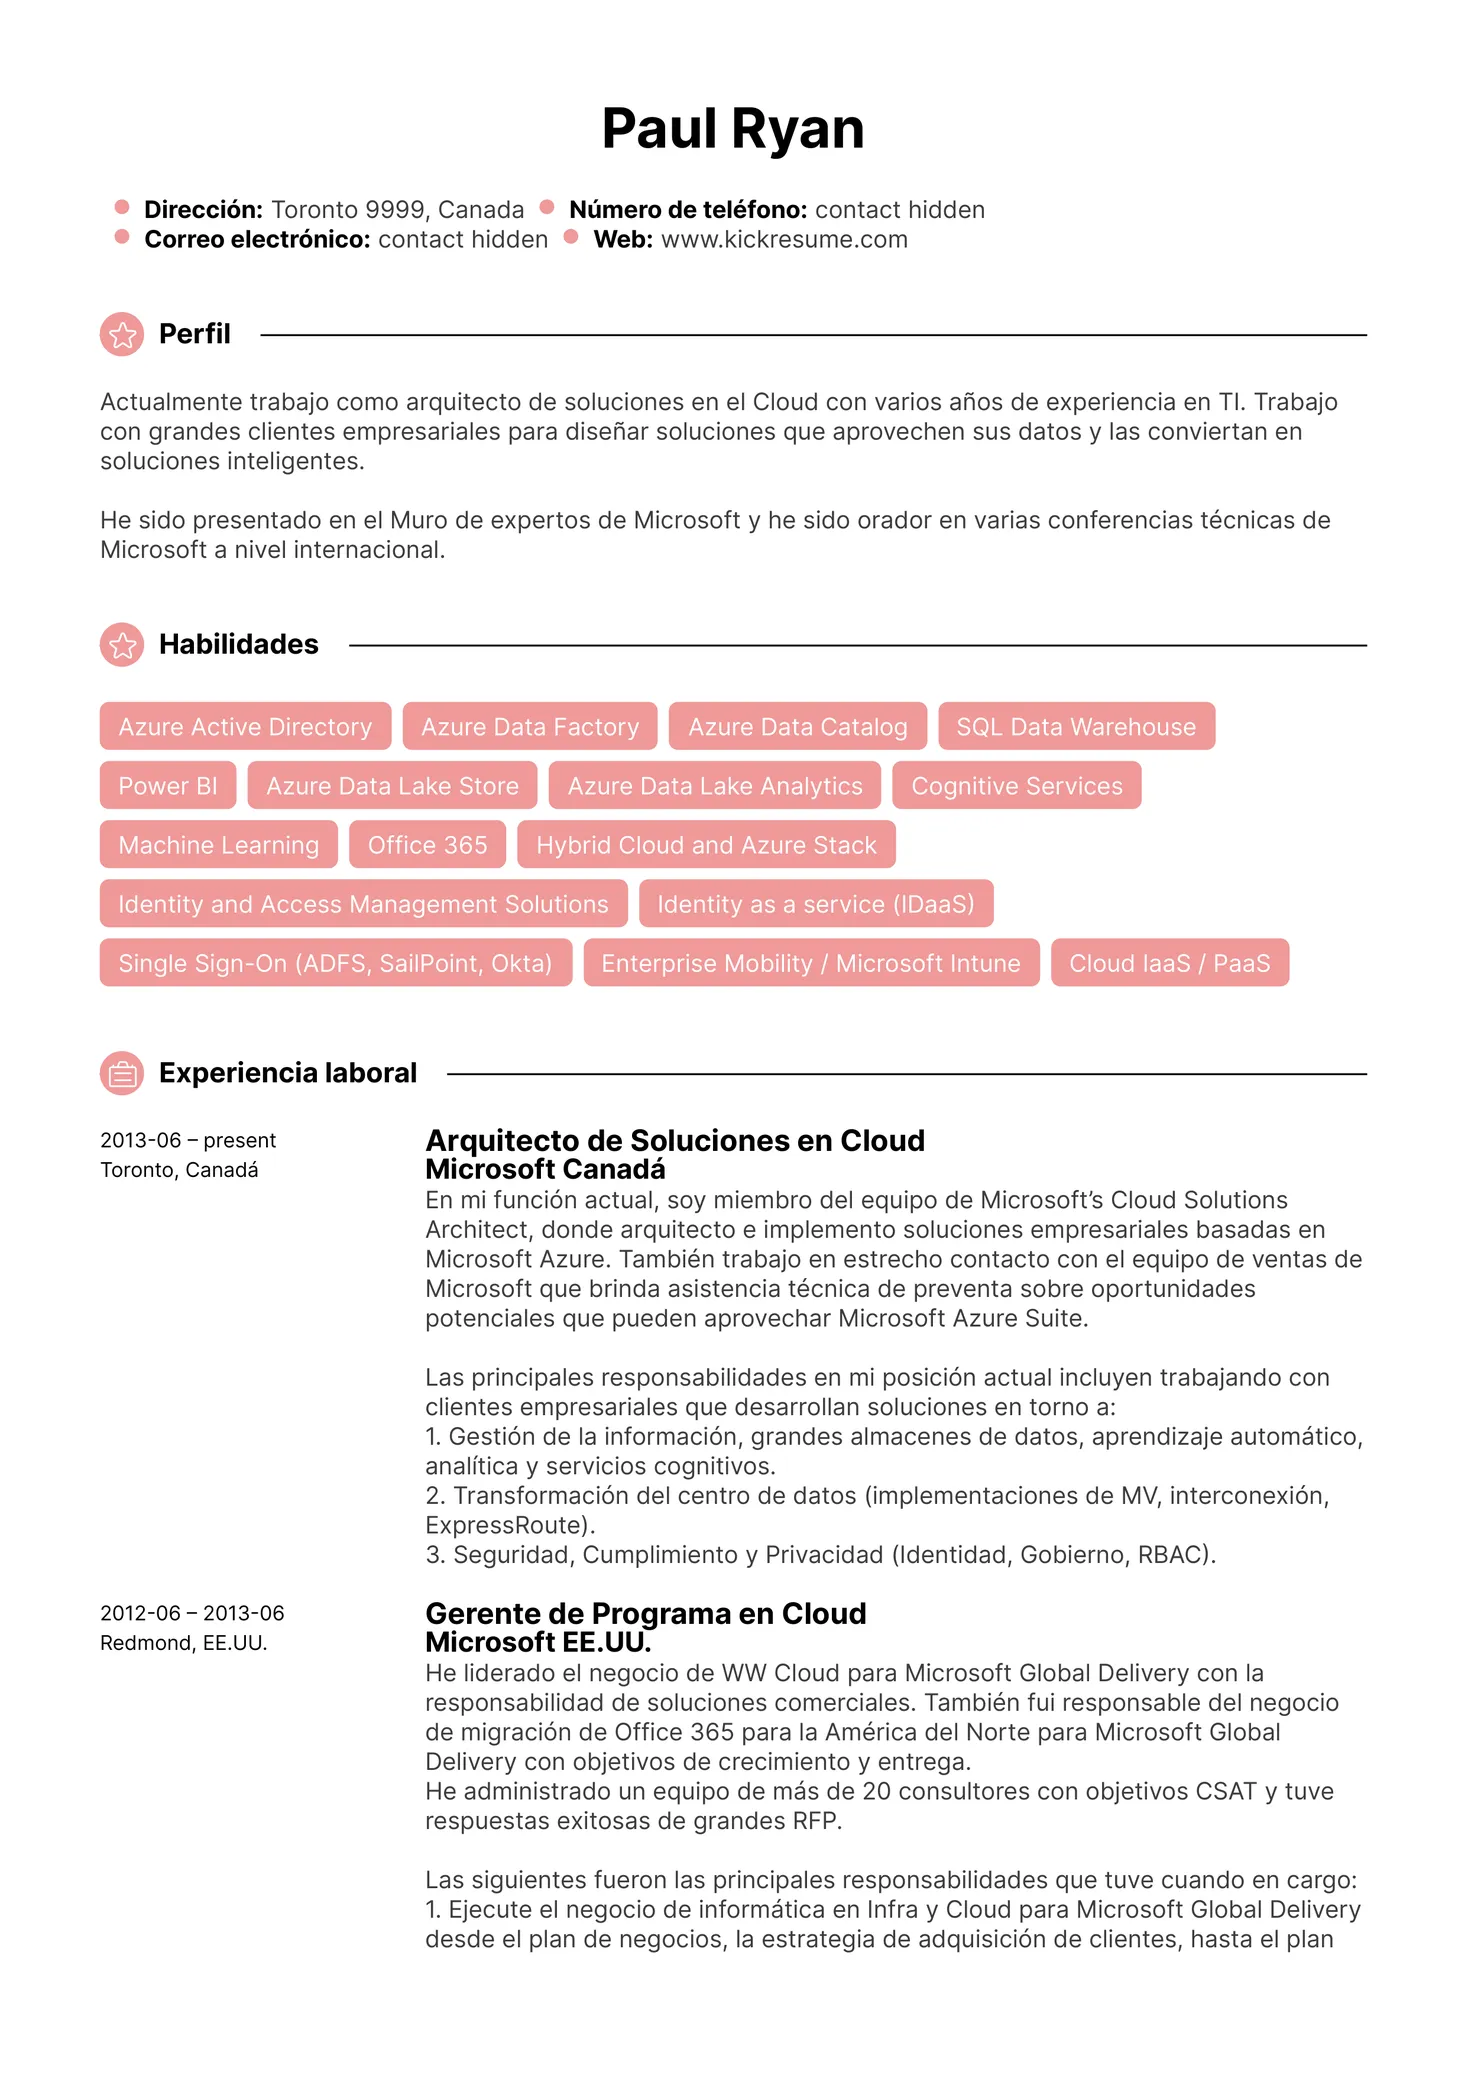 Paul Ryan
Dirección: Toronto 9999, Canada Número de teléfono: contact hidden
Correo electrónico: contact hidden Web: www.kickresume.com
Perfil
Actualmente trabajo como arquitecto de soluciones en el Cloud con varios años de experiencia en TI. Trabajo
con grandes clientes empresariales para diseñar soluciones que aprovechen sus datos y las conviertan en
soluciones inteligentes.
He sido presentado en el Muro de expertos de Microsoft y he sido orador en varias conferencias técnicas de
Microsoft a nivel internacional.
Habilidades
Azure Active Directory Azure Data Factory Azure Data Catalog SQL Data Warehouse
Power BI Azure Data Lake Store Azure Data Lake Analytics Cognitive Services
Machine Learning Office 365 Hybrid Cloud and Azure Stack
Identity and Access Management Solutions Identity as a service (IDaaS)
Single Sign-On (ADFS, SailPoint, Okta) Enterprise Mobility / Microsoft Intune Cloud IaaS / PaaS
Experiencia laboral
2013-06 – present
Toronto, Canadá
Arquitecto de Soluciones en Cloud
Microsoft Canadá
En mi función actual, soy miembro del equipo de Microsoft’s Cloud Solutions
Architect, donde arquitecto e implemento soluciones empresariales basadas en
Microsoft Azure. También trabajo en estrecho contacto con el equipo de ventas de
Microsoft que brinda asistencia técnica de preventa sobre oportunidades
potenciales que pueden aprovechar Microsoft Azure Suite.
Las principales responsabilidades en mi posición actual incluyen trabajando con
clientes empresariales que desarrollan soluciones en torno a:
1. Gestión de la información, grandes almacenes de datos, aprendizaje automático,
analítica y servicios cognitivos.
2. Transformación del centro de datos (implementaciones de MV, interconexión,
ExpressRoute).
3. Seguridad, Cumplimiento y Privacidad (Identidad, Gobierno, RBAC).
2012-06 – 2013-06
Redmond, EE.UU.
Gerente de Programa en Cloud
Microsoft EE.UU.
He liderado el negocio de WW Cloud para Microsoft Global Delivery con la
responsabilidad de soluciones comerciales. También fui responsable del negocio
de migración de Office 365 para la América del Norte para Microsoft Global
Delivery con objetivos de crecimiento y entrega.
He administrado un equipo de más de 20 consultores con objetivos CSAT y tuve
respuestas exitosas de grandes RFP.
Las siguientes fueron las principales responsabilidades que tuve cuando en cargo:
1. Ejecute el negocio de informática en Infra y Cloud para Microsoft Global Delivery
desde el plan de negocios, la estrategia de adquisición de clientes, hasta el plan